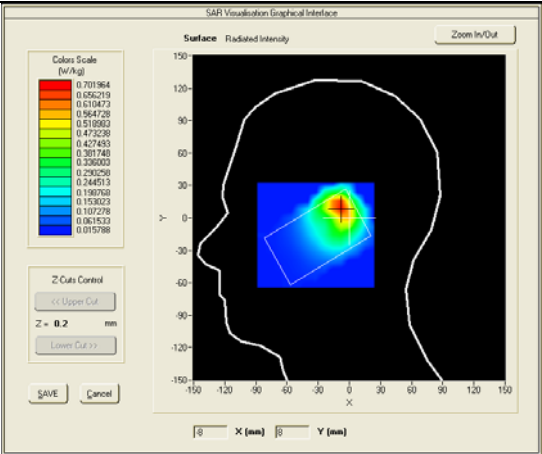 SAR Visualisation Graphical Interface
Surface Radiated Intensity
Zoom In/Out
Colors Scale
(W/kg)
0.701964
0.656219
0.610473
0.564728
0.518983
0.473238
0.427493
0.381748
0.336003
0.290258
0.244513
0.198768
0.153023
0.107278
0.061533
0.015788
150-
120-
90-
60-
30-
0-
-30-
-60-
-90-
-120-
-150-
Y
-150 -120 -90 -60 -30 0 30 60 90 120 150
X
Z-Cuts Control
<< Upper Cut
Z = 0.2 mm
Lower Cut >>
SAVE Cancel
-8 X (mm) 8 Y (mm)